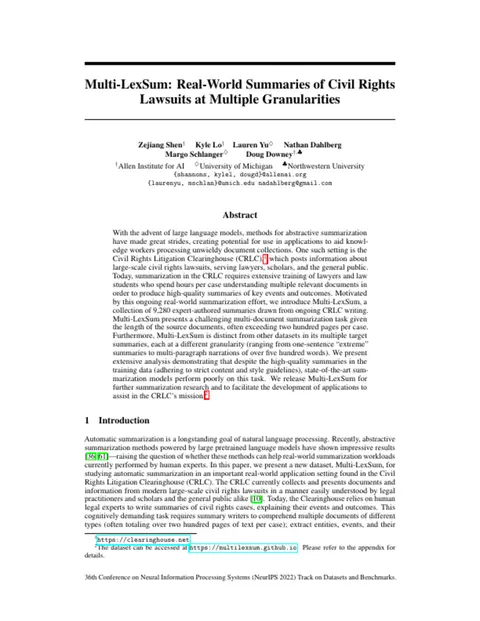 Multi-LexSum: Real-World Summaries of Civil Rights
Lawsuits at Multiple Granularities
Zejiang Shen† Kyle Lo† Lauren Yu♢ Nathan Dahlberg
Margo Schlanger♢ Doug Downey†,♣
†Allen Institute for AI ♢University of Michigan ♣Northwestern University
{shannons, kylel, dougd}@allenai.org
{laurenyu, mschlan}@umich.edu nadahlberg@gmail.com
Abstract
With the advent of large language models, methods for abstractive summarization
have made great strides, creating potential for use in applications to aid knowl-
edge workers processing unwieldy document collections. One such setting is the
Civil Rights Litigation Clearinghouse (CRLC),1 which posts information about
large-scale civil rights lawsuits, serving lawyers, scholars, and the general public.
Today, summarization in the CRLC requires extensive training of lawyers and law
students who spend hours per case understanding multiple relevant documents in
order to produce high-quality summaries of key events and outcomes. Motivated
by this ongoing real-world summarization effort, we introduce Multi-LexSum, a
collection of 9,280 expert-authored summaries drawn from ongoing CRLC writing.
Multi-LexSum presents a challenging multi-document summarization task given
the length of the source documents, often exceeding two hundred pages per case.
Furthermore, Multi-LexSum is distinct from other datasets in its multiple target
summaries, each at a different granularity (ranging from one-sentence “extreme”
summaries to multi-paragraph narrations of over five hundred words). We present
extensive analysis demonstrating that despite the high-quality summaries in the
training data (adhering to strict content and style guidelines), state-of-the-art sum-
marization models perform poorly on this task. We release Multi-LexSum for
further summarization research and to facilitate the development of applications to
assist in the CRLC’s mission.2
1 Introduction
Automatic summarization is a longstanding goal of natural language processing. Recently, abstractive
summarization methods powered by large pretrained language models have shown impressive results
[36, 61]—raising the question of whether these methods can help real-world summarization workloads
currently performed by human experts. In this paper, we present a new dataset, Multi-LexSum, for
studying automatic summarization in an important real-world application setting found in the Civil
Rights Litigation Clearinghouse (CRLC). The CRLC currently collects and presents documents and
information from modern large-scale civil rights lawsuits in a manner easily understood by legal
practitioners and scholars and the general public alike [10]. Today, the Clearinghouse relies on human
legal experts to write summaries of civil rights cases, explaining their events and outcomes. This
cognitively demanding task requires summary writers to comprehend multiple documents of different
types (often totaling over two hundred pages of text per case); extract entities, events, and their
1https://clearinghouse.net
2The dataset can be accessed at https://multilexsum.github.io. Please refer to the appendix for
details.
36th Conference on Neural Information Processing Systems (NeurIPS 2022) Track on Datasets and Benchmarks.